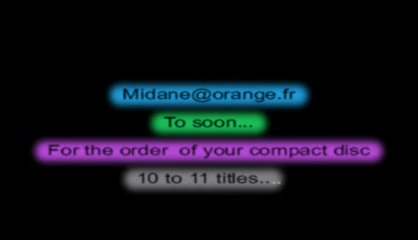 Midane@orange.fr
To soon...
For the order of your compact disc
10 to 11 titles....